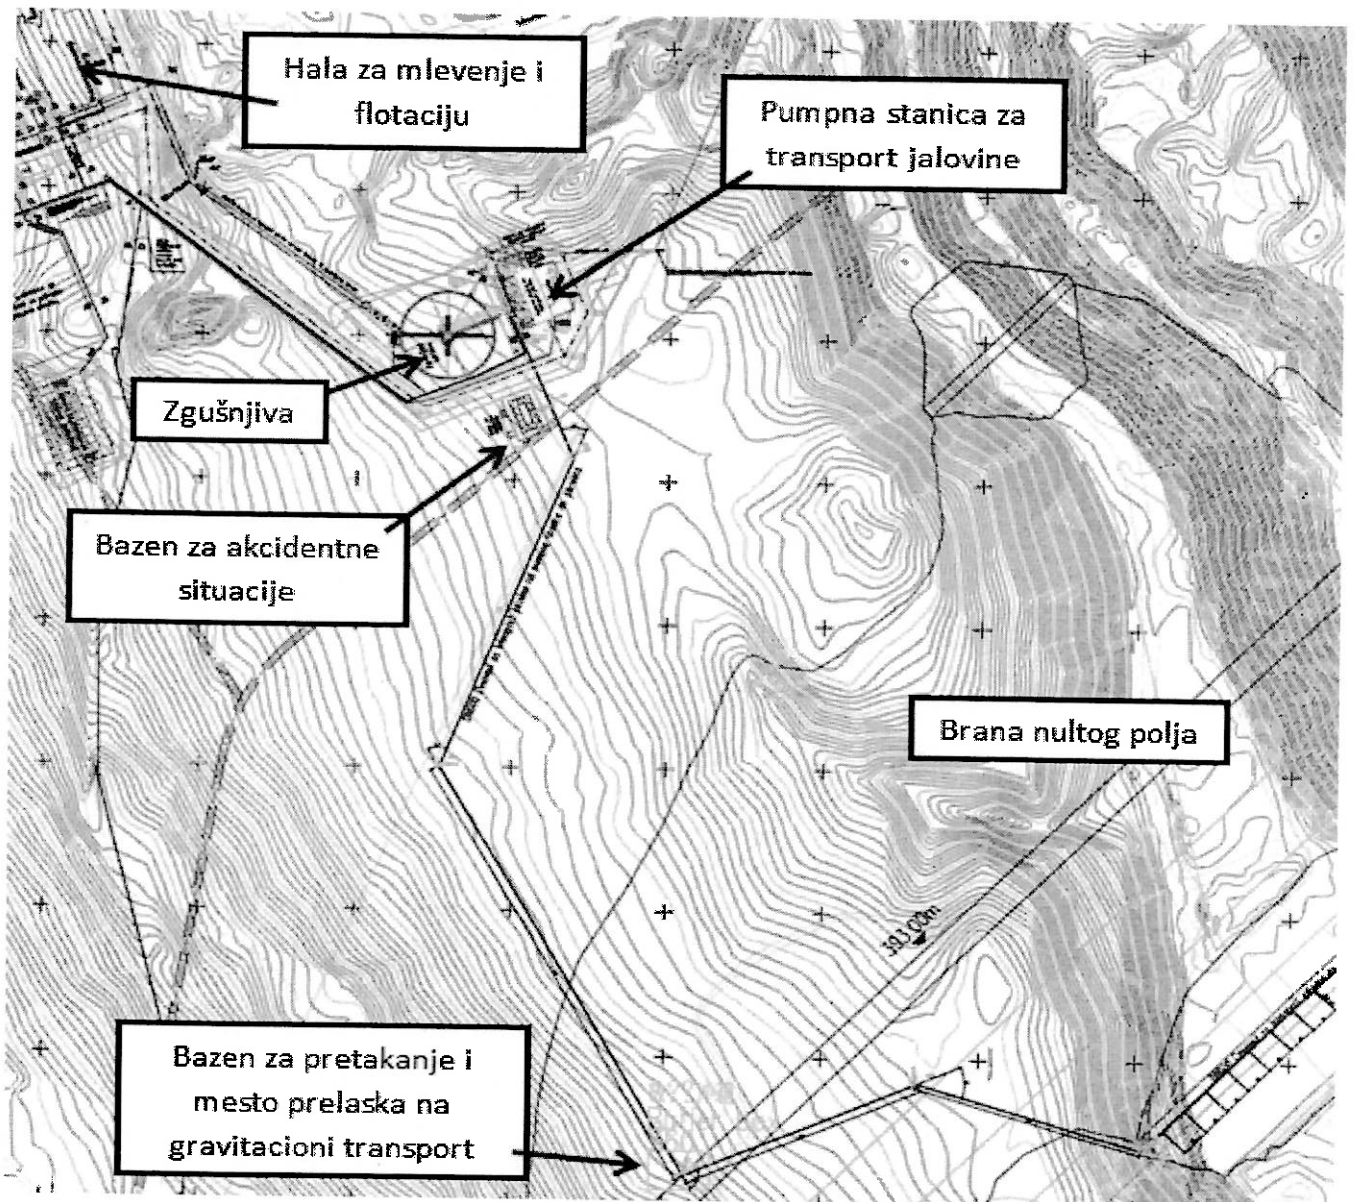 Hala za mlevenje i
flotaciju
Pumpna stanica za
transport jalovine
Zgušnjiva
Bazen za akcidentne
situacije
Brana nultog polja
393.00m
Bazen za pretakanje i
mesto prelaska na
gravitacioni transport